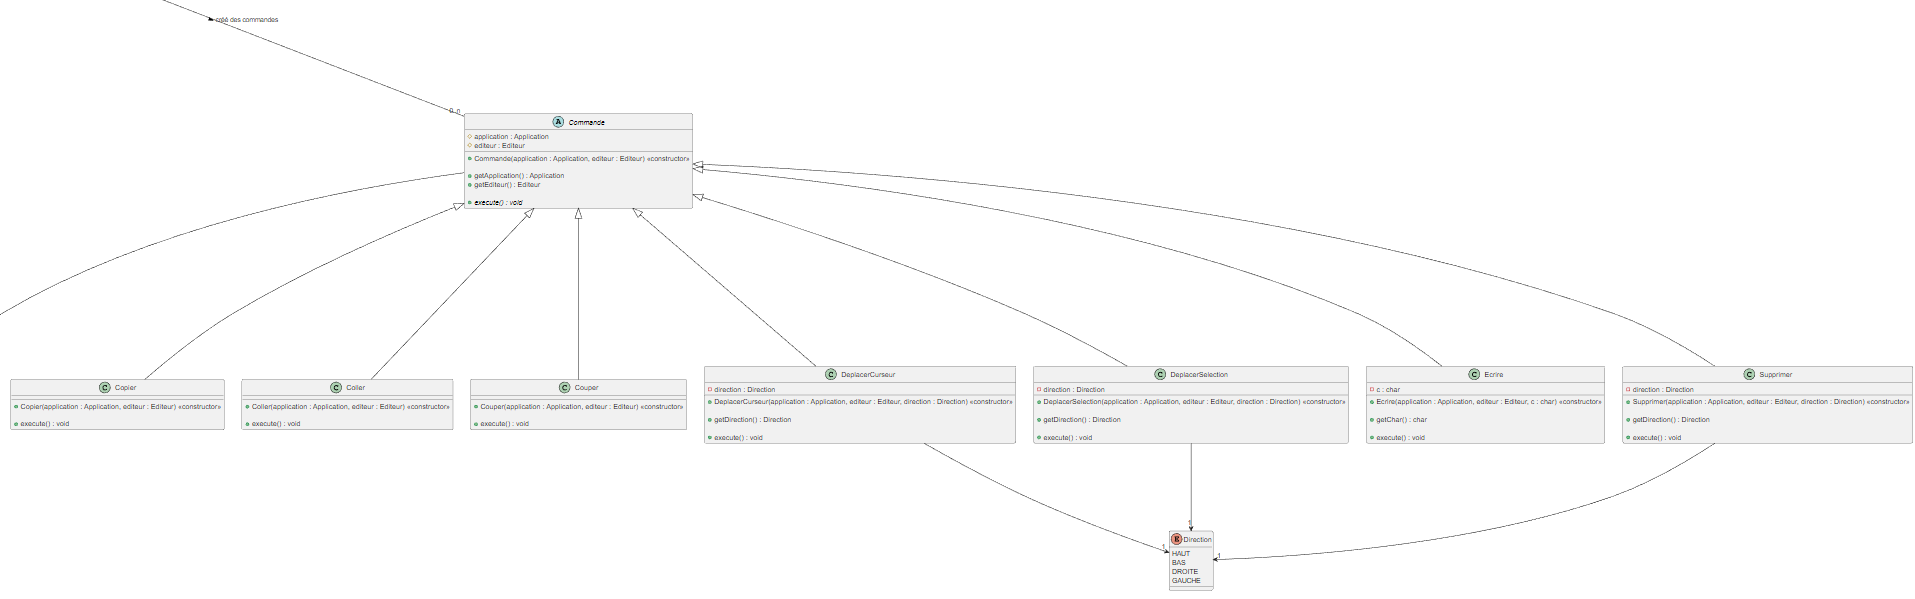 créé des commandes
0..n
A Commande
application : Application
editeur : Editeur
Commande(application : Application, editeur : Editeur) «constructor»
getApplication() : Application
getEditeur() : Editeur
execute() : void
C Copier
Copier(application : Application, editeur : Editeur) «constructor»
execute() : void
C Coller
Coller(application : Application, editeur : Editeur) «constructor»
execute() : void
C Couper
Couper(application : Application, editeur : Editeur) «constructor»
execute() : void
C DeplacerCurseur
direction : Direction
DeplacerCurseur(application : Application, editeur : Editeur, direction : Direction) «constructor»
getDirection() : Direction
execute() : void
C DeplacerSelection
direction : Direction
DeplacerSelection(application : Application, editeur : Editeur, direction : Direction) «constructor»
getDirection() : Direction
execute() : void
C Ecrire
c : char
Ecrire(application : Application, editeur : Editeur, c : char) «constructor»
getChar() : char
execute() : void
C Supprimer
direction : Direction
Supprimer(application : Application, editeur : Editeur, direction : Direction) «constructor»
getDirection() : Direction
execute() : void
1
1
1
E Direction
HAUT
BAS
DROITE
GAUCHE